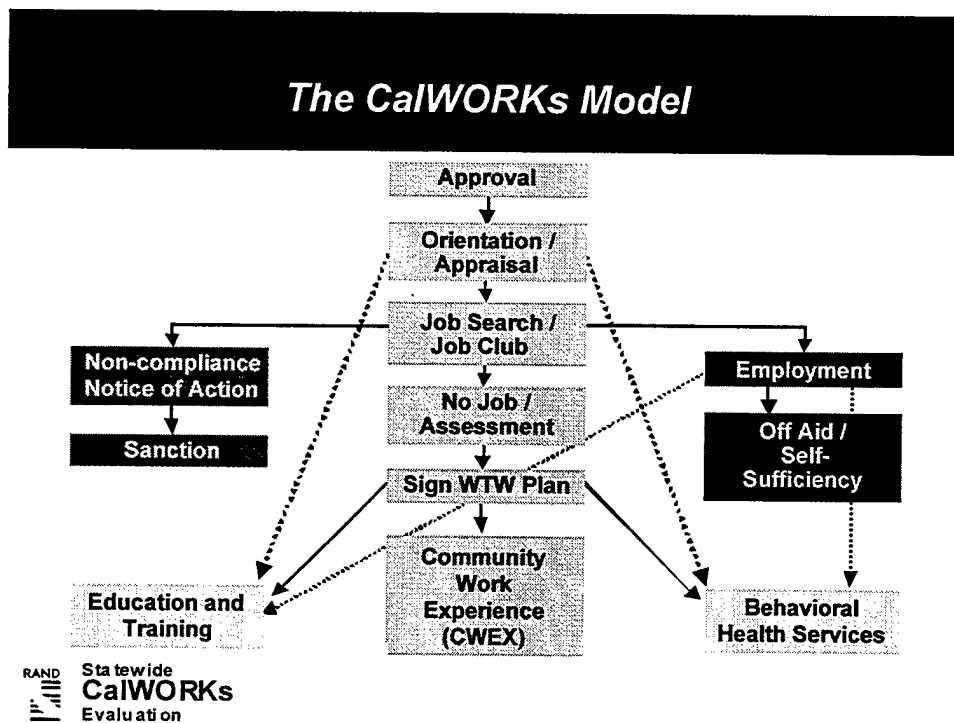 The CalWORKs Model
Approval
Orientation /
Appraisal
Job Search /
Job Club
Non-compliance
Notice of Action
Employment
No Job /
Assessment
Sanction
Off Aid /
Self-
Sufficiency
Sign WTW Plan
Community
Work
Experience
(CWEX)
Education and
Training
Behavioral
Health Services
RAND
Statewide
CalWORKs
Evaluation